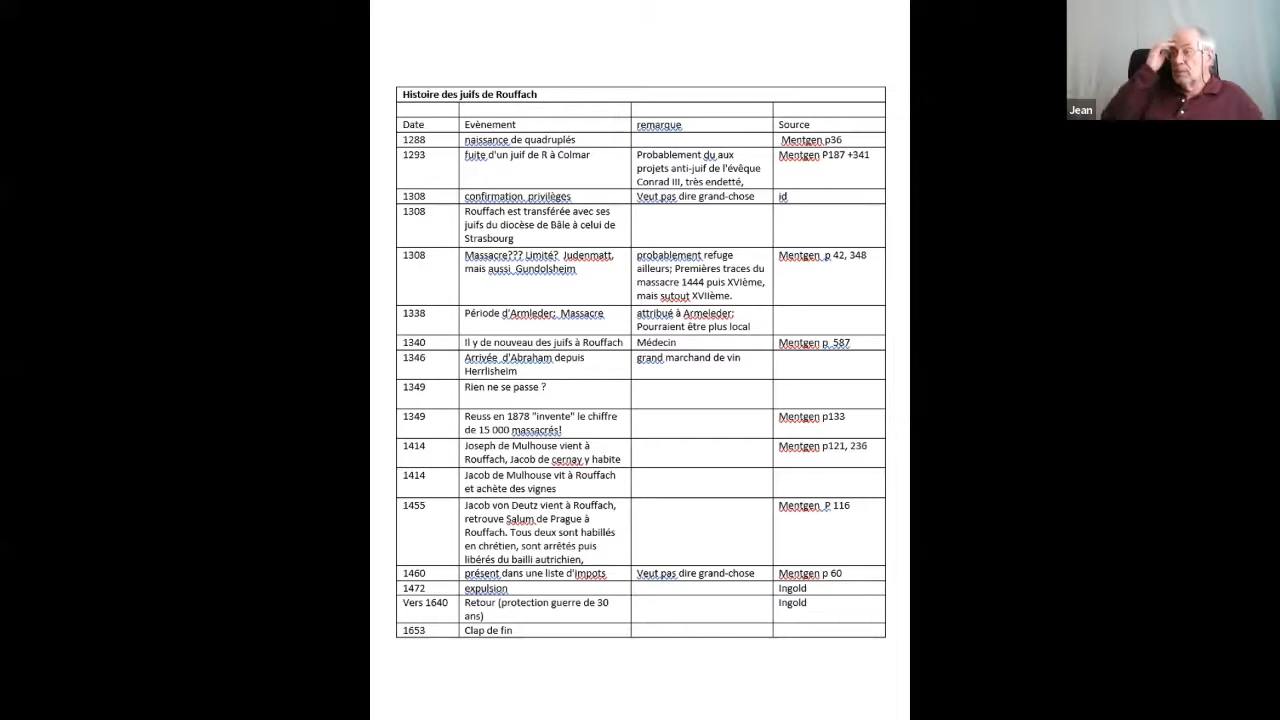 Histoire des juifs de Rouffach
Date Evènement remarque Source
1288 naissance de quadruplés Mentgen p36
1293 fuite d'un juif de R à Colmar Probablement du aux Mentgen P187 +341
projets anti-juif de l'évêque
Conrad III, très endetté,
1308 confirmation privilèges Veut pas dire grand-chose id
1308 Rouffach est transférée avec ses
juifs du diocèse de Bâle à celui de
Strasbourg
1308 Massacre??? Limité? Judenmatt, probablement refuge Mentgen p 42, 348
mais aussi Gundolsheim ailleurs; Premières traces du
massacre 1444 puis XVIème,
mais sutout XVIIème.
1338 Période d'Armleder; Massacre attribué à Armeleder;
Pourraient être plus local
1340 Il y de nouveau des juifs à Rouffach Médecin Mentgen p 587
1346 Arrivée d'Abraham depuis grand marchand de vin
Herrlisheim
1349 Rien ne se passe ?
1349 Reuss en 1878 "invente" le chiffre Mentgen p133
de 15 000 massacrés!
1414 Joseph de Mulhouse vient à Mentgen p121, 236
Rouffach, Jacob de cernay y habite
1414 Jacob de Mulhouse vit à Rouffach
et achète des vignes
1455 Jacob von Deutz vient à Rouffach, Mentgen P 116
retrouve Salum de Prague à
Rouffach. Tous deux sont habillés
en chrétien, sont arrêtés puis
libérés du bailli autrichien,
1460 présent dans une liste d'impots Veut pas dire grand-chose Mentgen p 60
1472 expulsion Ingold
Vers 1640 Retour (protection guerre de 30 Ingold
ans)
1653 Clap de fin
Jean